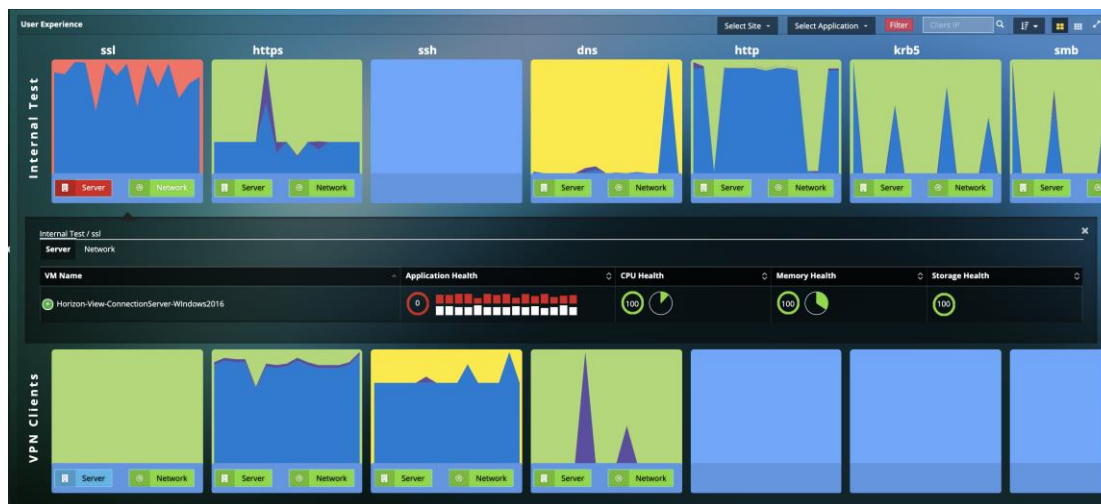 User Experience
Select Site
Select Application
Filter
Client IP
ssl
https
ssh
dns
http
krb5
smb
Internal Test
Server Network
Server Network
Server Network
Server Network
Server Network
Internal Test / ssl
Server Network
VM Name Application Health CPU Health Memory Health Storage Health
Horizon-View-ConnectionServer-WIndows2016 0 100 100 100
VPN Clients
Server Network
Server Network
Server Network
Server Network